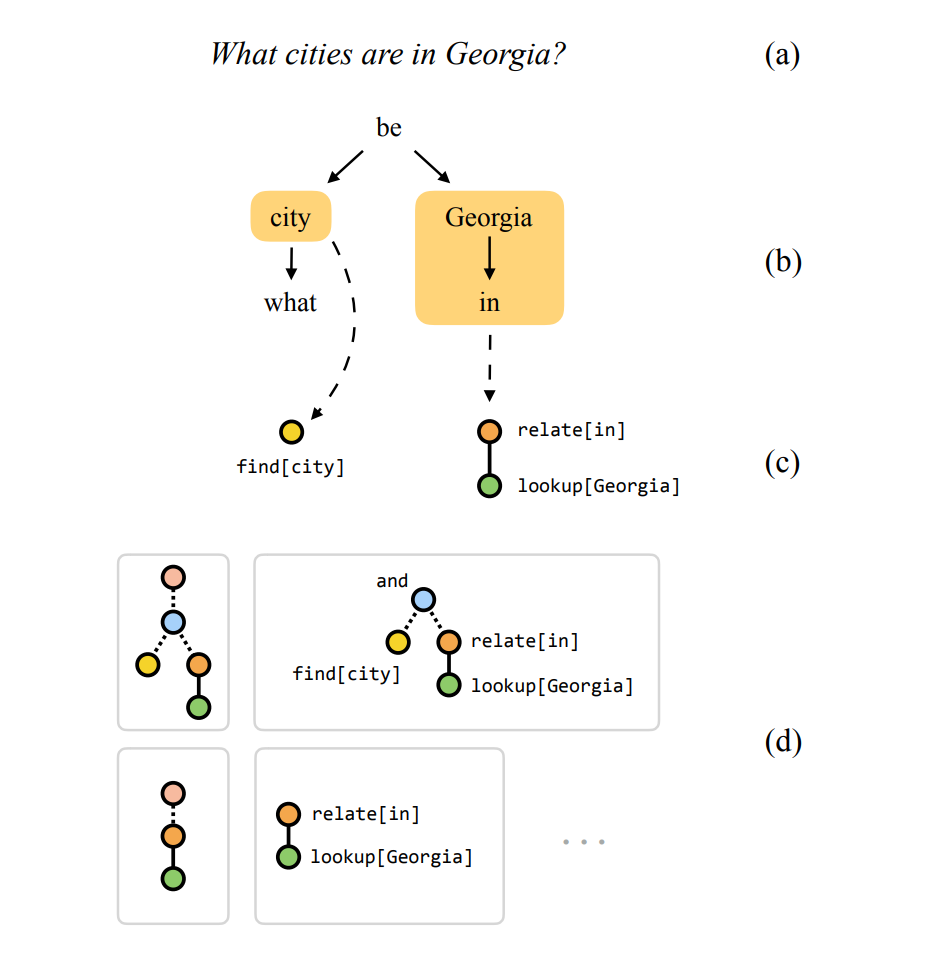 What cities are in Georgia? (a)
be
city Georgia
(b)
what in
relate[in]
find[city] (c)
lookup[Georgia]
and
relate[in]
find[city]
lookup[Georgia]
(d)
relate[in]
lookup[Georgia]
. . .